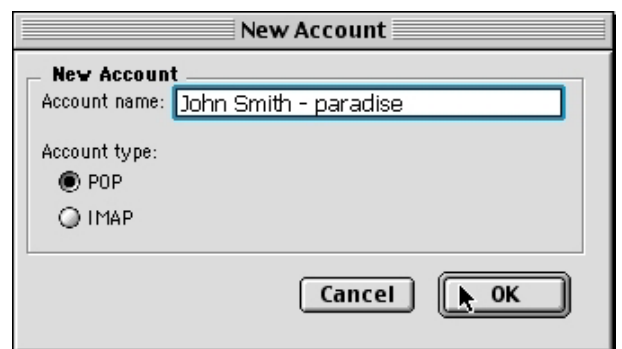 New Account
New Account
Account name: John Smith - paradise
Account type:
POP
IMAP
Cancel OK